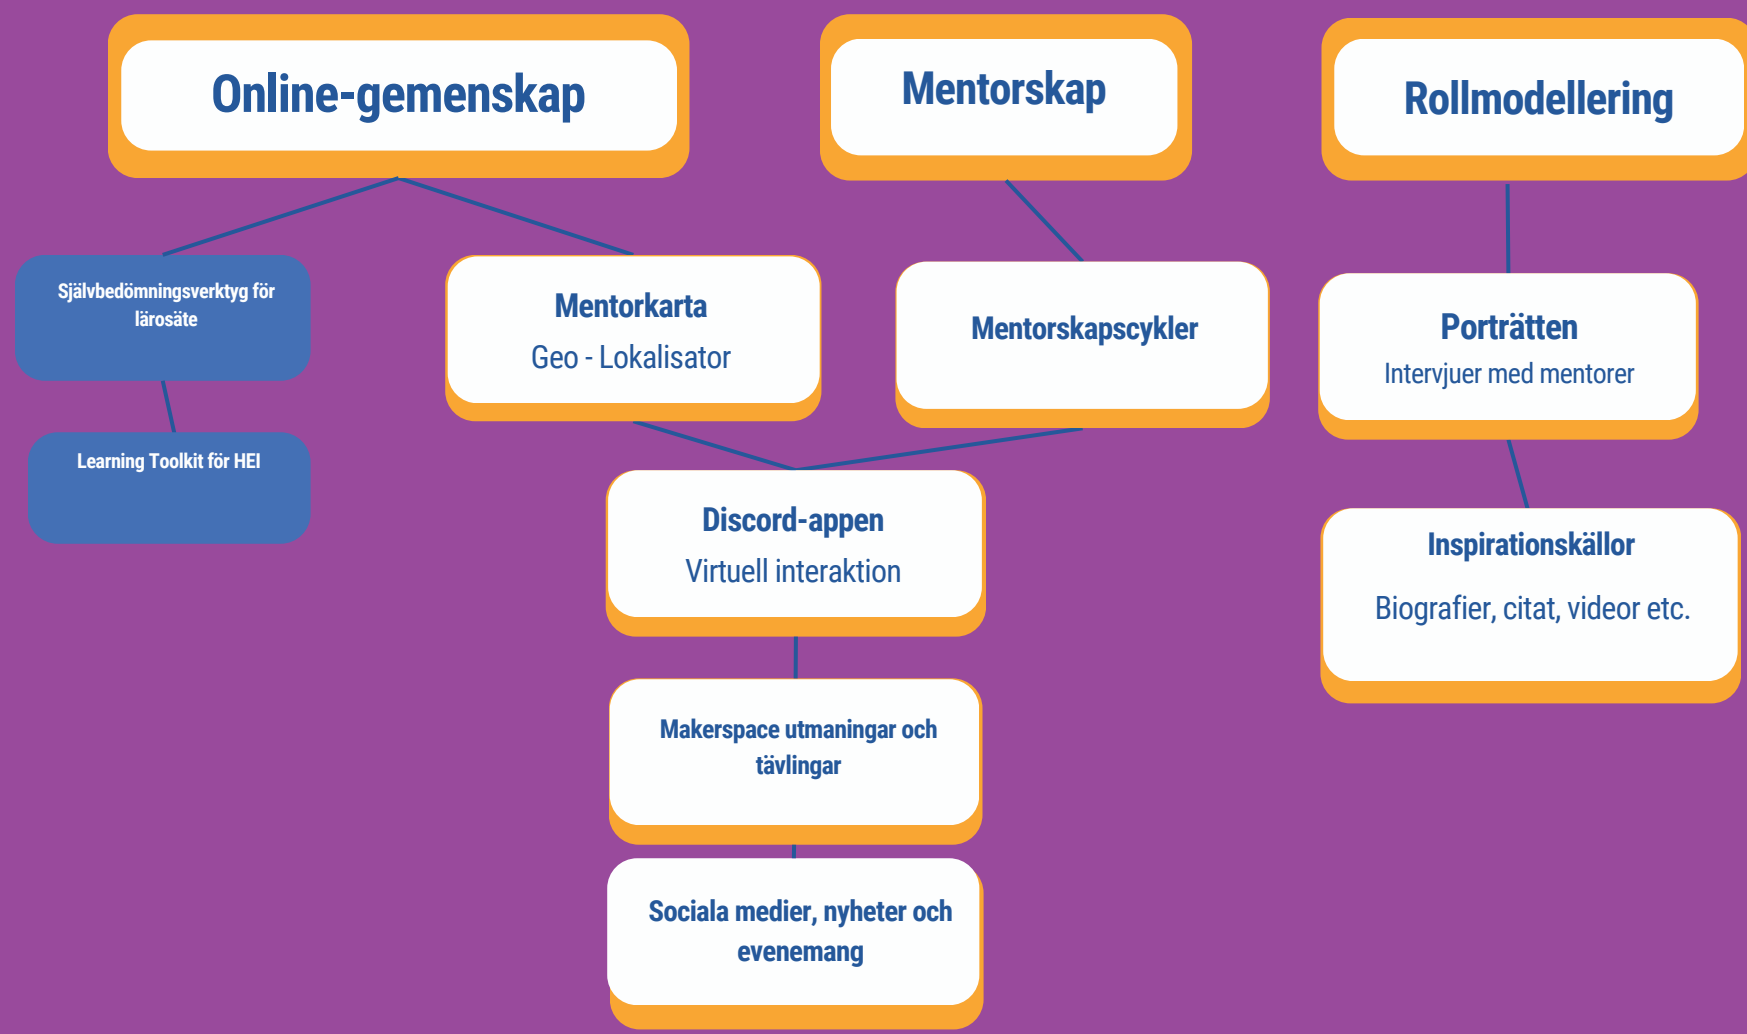 Online-gemenskap
Mentorskap
Rollmodellering
Självbedömningsverktyg för
lärosäte
Learning Toolkit för HEI
Mentorkarta
Geo - Lokalisator
Mentorskapscykler
Discord-appen
Virtuell interaktion
Makerspace utmaningar och
tävlingar
Sociala medier, nyheter och
evenemang
Porträtten
Intervjuer med mentorer
Inspirationskällor
Biografier, citat, videor etc.